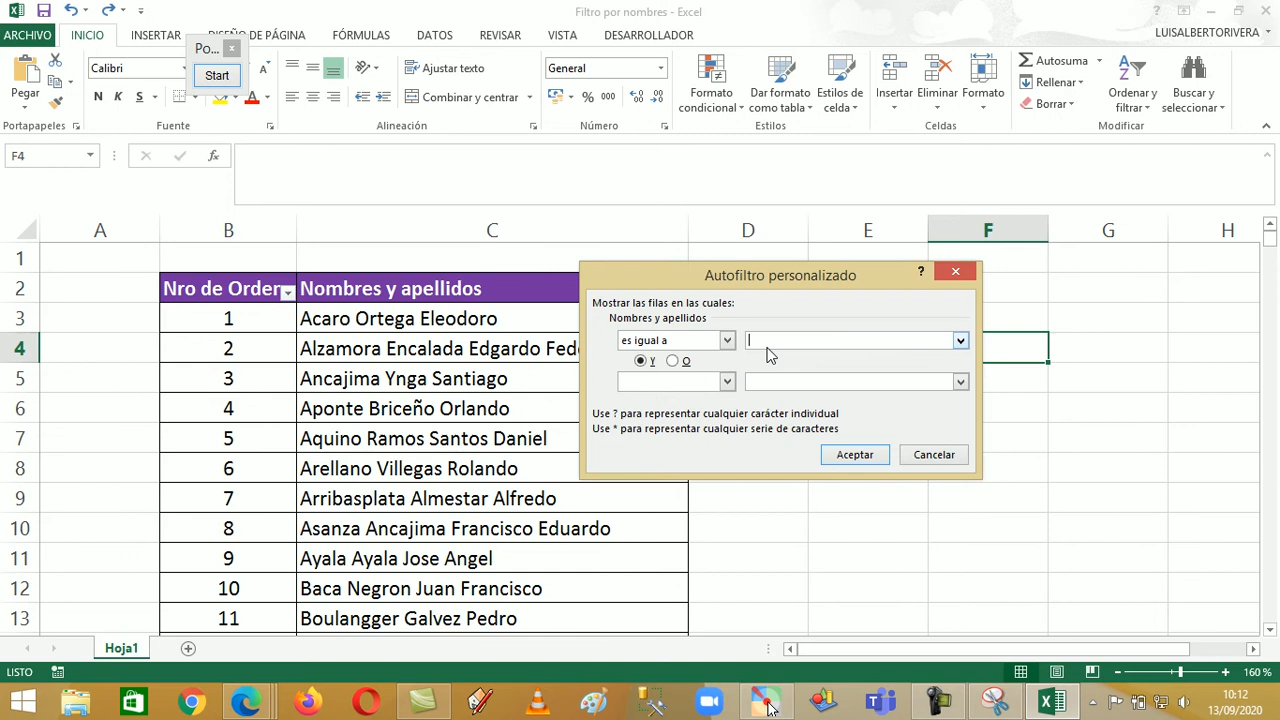 Filtro por nombres - Excel
ARCHIVO INICIO INSERTAR DISEÑO DE PÁGINA FÓRMULAS DATOS REVISAR VISTA DESARROLLADOR LUISALBERTORIVERA
Po... x
Start
Pegar
Portapapeles
Calibri
N K S
Fuente
Ajustar texto
Combinar y centrar
Alineación
General
% 000
Número
Formato condicional
Dar formato como tabla
Estilos de celda
Estilos
Insertar
Eliminar
Formato
Celdas
Autosuma
Rellenar
Borrar
Ordenar y filtrar
Buscar y seleccionar
Modificar
F4
fx
A B C D E F G H
1
2 Nro de Orden Nombres y apellidos
3 1 Acaro Ortega Eleodoro
4 2 Alzamora Encalada Edgardo Fede
5 3 Ancajima Ynga Santiago
6 4 Aponte Briceño Orlando
7 5 Aquino Ramos Santos Daniel
8 6 Arellano Villegas Rolando
9 7 Arribasplata Almestar Alfredo
10 8 Asanza Ancajima Francisco Eduardo
11 9 Ayala Ayala Jose Angel
12 10 Baca Negron Juan Francisco
13 11 Boulangger Galvez Pedro
Autofiltro personalizado
?
Mostrar las filas en las cuales:
Nombres y apellidos
es igual a
Y O
Use ? para representar cualquier carácter individual
Use * para representar cualquier serie de caracteres
Aceptar Cancelar
Hoja1
LISTO
160 %
10:12
13/09/2020